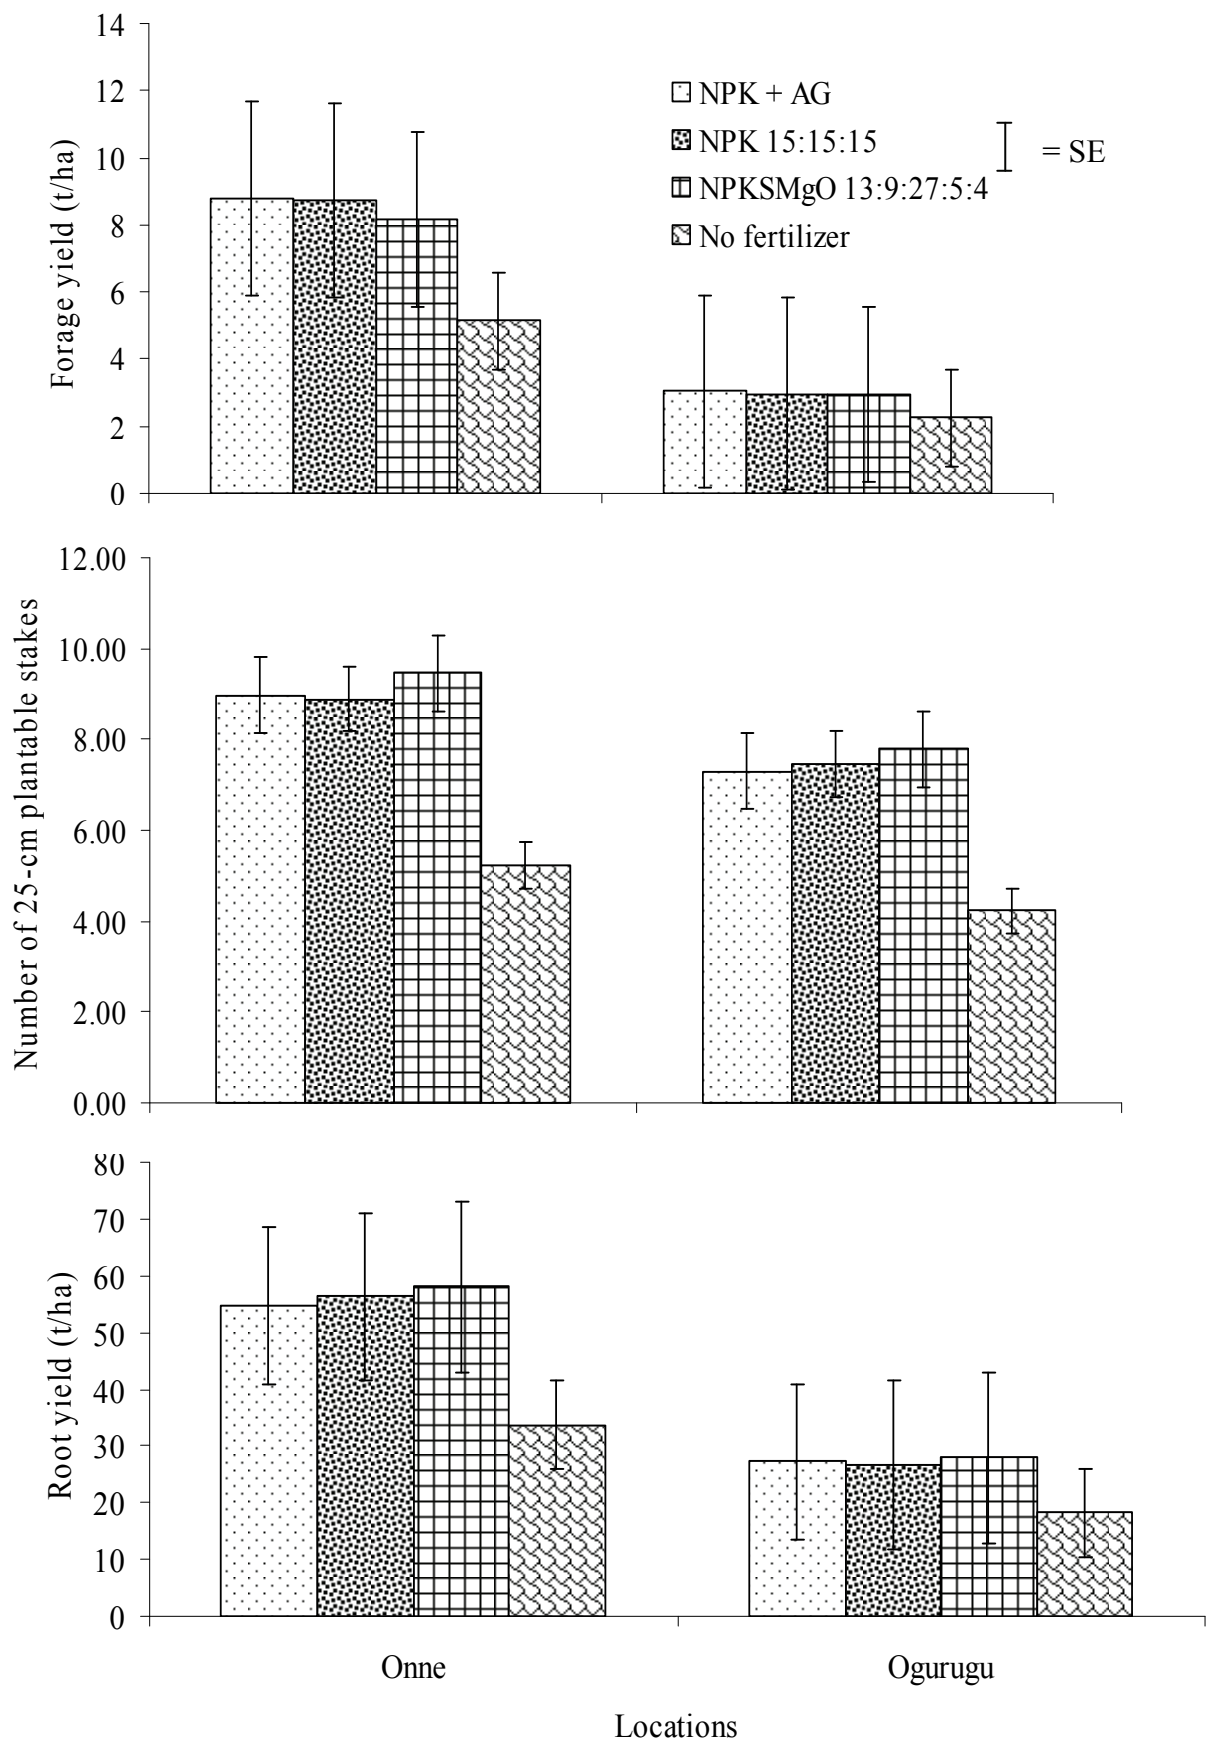 14
12
10
8
6
4
2
0
Forage yield (t/ha)
NPK + AG
NPK 15:15:15
NPKSMgO 13:9:27:5:4
No fertilizer
= SE
12.00
10.00
8.00
6.00
4.00
2.00
0.00
Number of 25-cm plantable stakes
80
70
60
50
40
30
20
10
0
Root yield (t/ha)
Onne
Ogurugu
Locations